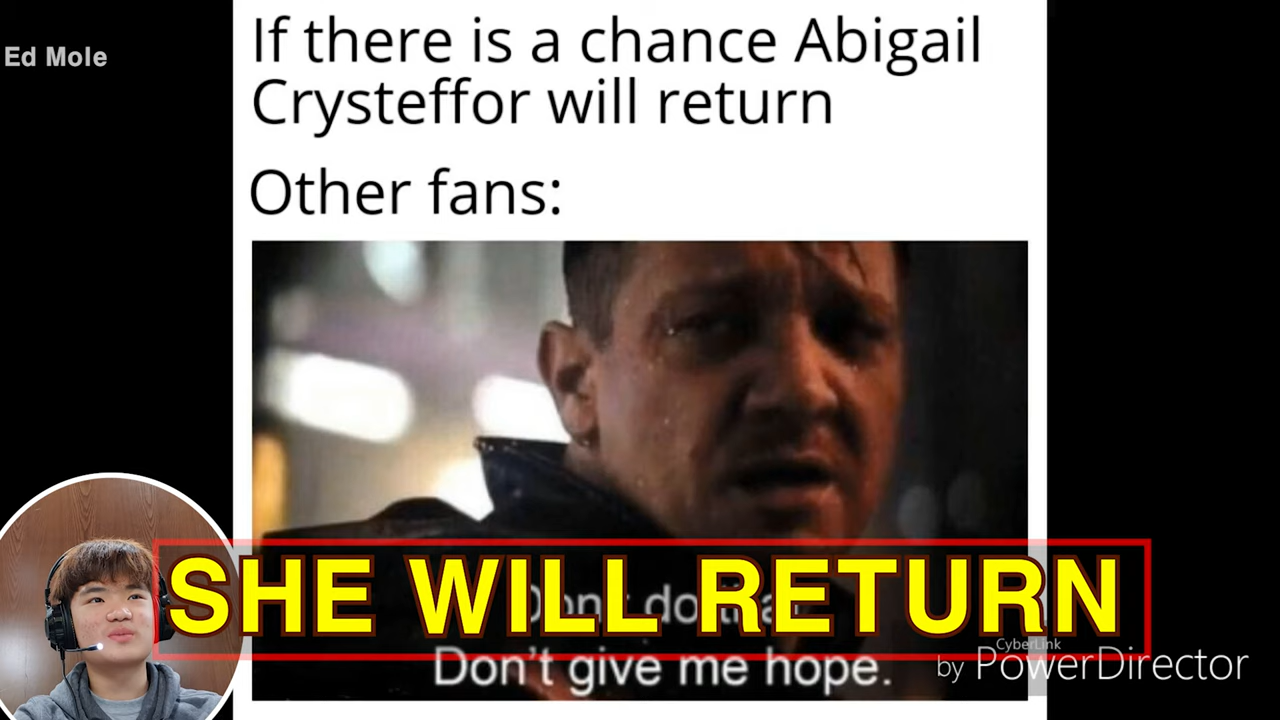 Ed Mole
If there is a chance Abigail
Crysteffor will return
Other fans:
SHE WILL RETURN
Don't give me hope.
CyberLink
by PowerDirector